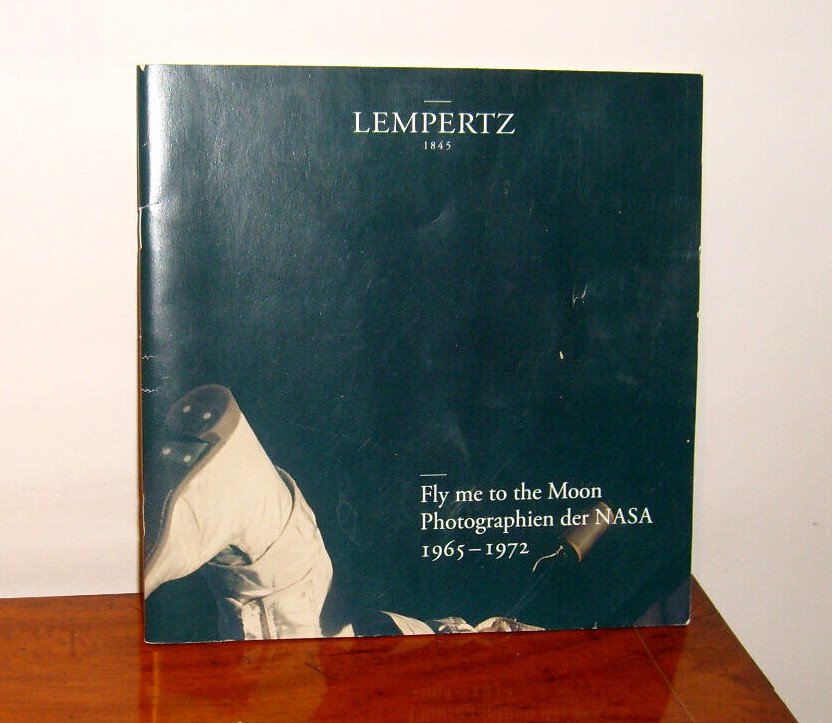 LEMPERTZ
1845
Fly me to the Moon
Photographien der NASA
1965–1972